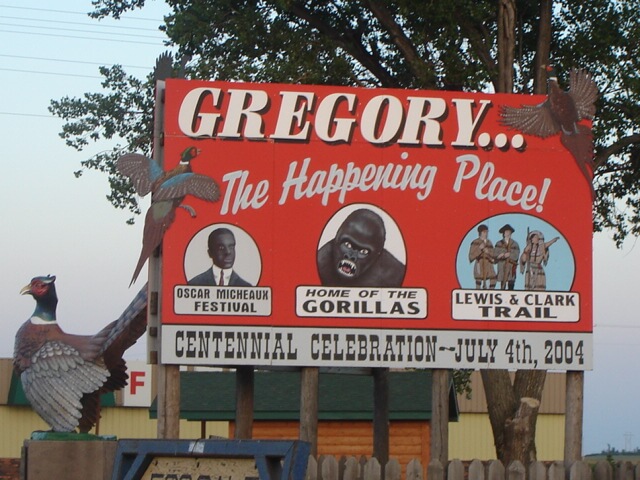 GREGORY...
The Happening Place!
OSCAR MICHEAUX
FESTIVAL
HOME OF THE
GORILLAS
LEWIS & CLARK
TRAIL
CENTENNIAL CELEBRATION--JULY 4th, 2004
F